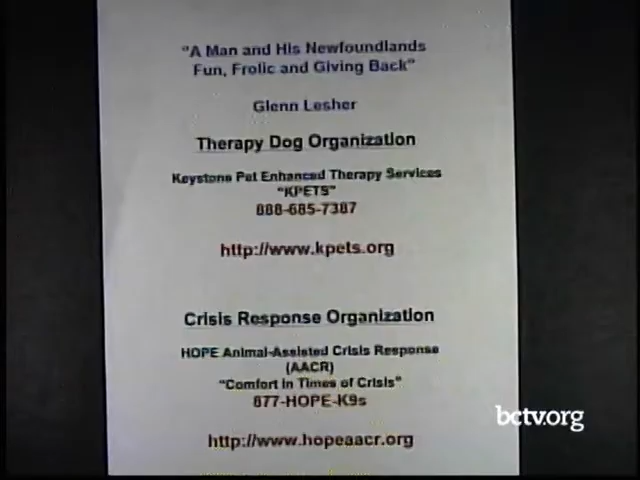 "A Man and His Newfoundlands
Fun, Frolic and Giving Back"
Glenn Lesher
Therapy Dog Organization
Keystone Pet Enhanced Therapy Services
"KPETS"
888-685-7387
http://www.kpets.org
Crisis Response Organization
HOPE Animal-Assisted Crisis Response
(AACR)
"Comfort in Times of Crisis"
877-HOPE-K9s
http://www.hopeaacr.org
bctv.org